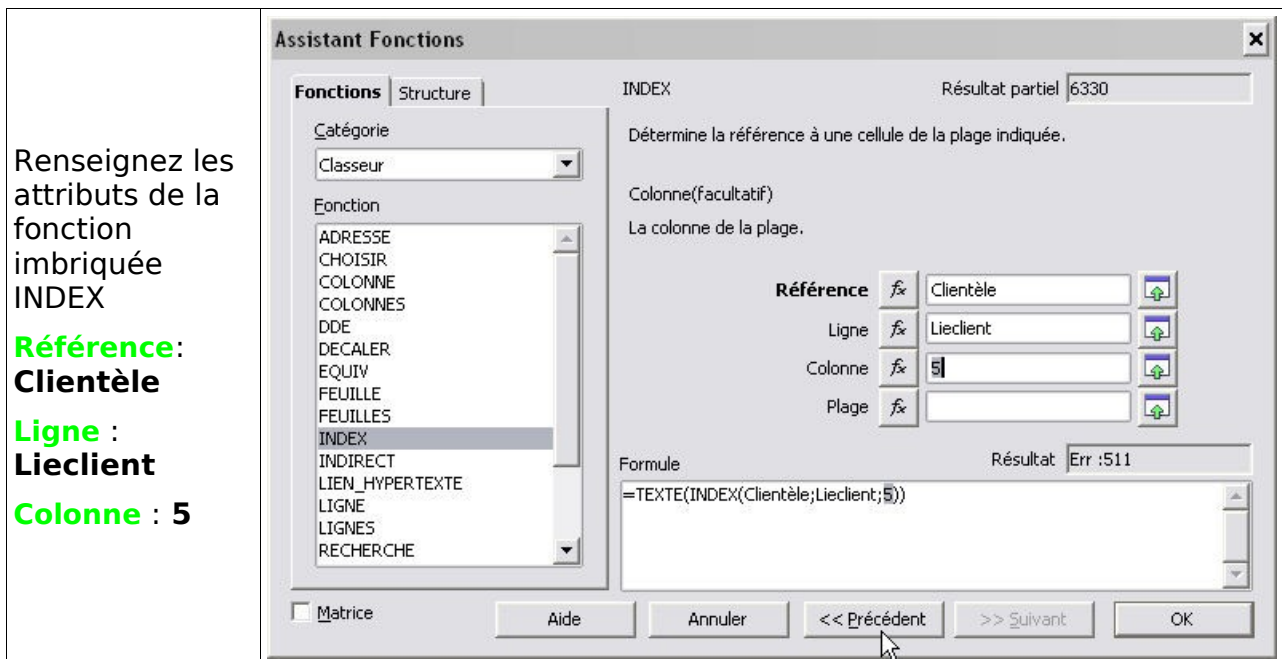 Renseignez les
attributs de la
fonction
imbriquée
INDEX
Référence:
Clientèle
Ligne :
Lieclient
Colonne : 5
Assistant Fonctions
Fonctions Structure
Catégorie
Classeur
Fonction
ADRESSE
CHOISIR
COLONNE
COLONNES
DDE
DECALER
EQUIV
FEUILLE
FEUILLES
INDEX
INDIRECT
LIEN_HYPERTEXTE
LIGNE
LIGNES
RECHERCHE
INDEX Résultat partiel 6330
Détermine la référence à une cellule de la plage indiquée.
Colonne(facultatif)
La colonne de la plage.
Référence fx Clientèle
Ligne fx Lieclient
Colonne fx 5
Plage fx
Formule Résultat Err :511
=TEXTE(INDEX(Clientèle;Lieclient;5))
Matrice Aide Annuler << Précédent >> Suivant OK